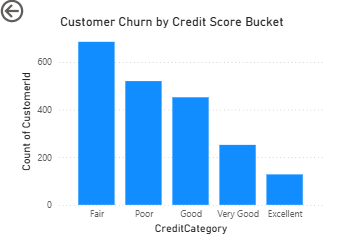 Customer Churn by Credit Score Bucket
600
400
200
0
Count of CustomerId
Fair Poor Good Very Good Excellent
CreditCategory